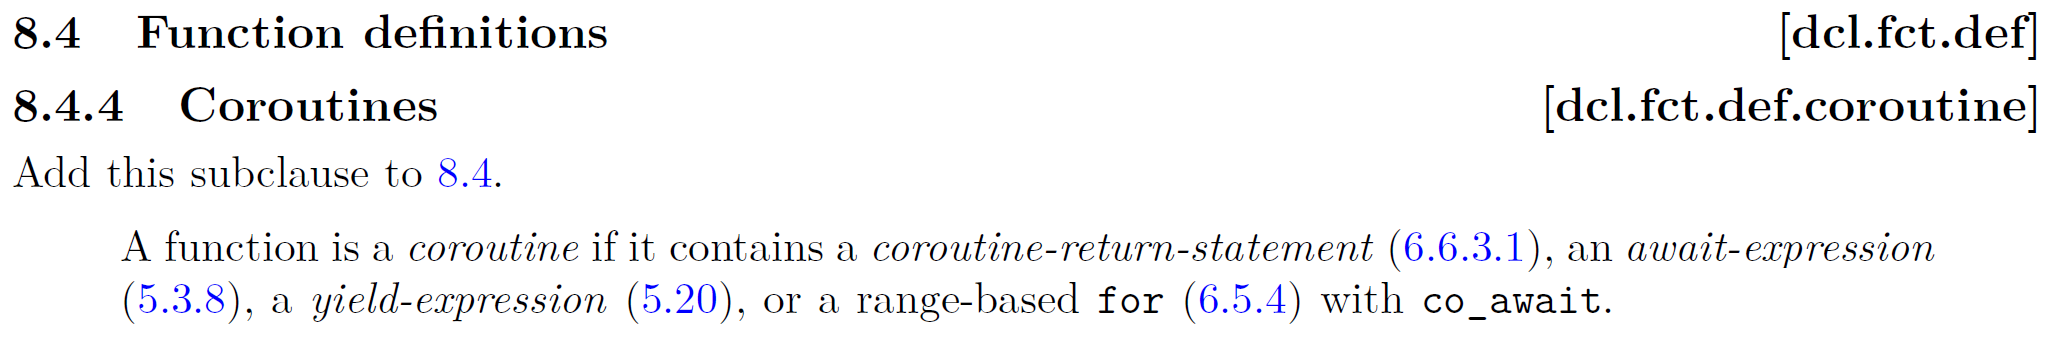 8.4 Function definitions [dcl.fct.def]
8.4.4 Coroutines [dcl.fct.def.coroutine]
Add this subclause to 8.4.
A function is a coroutine if it contains a coroutine-return-statement (6.6.3.1), an await-expression
(5.3.8), a yield-expression (5.20), or a range-based for (6.5.4) with co_await.